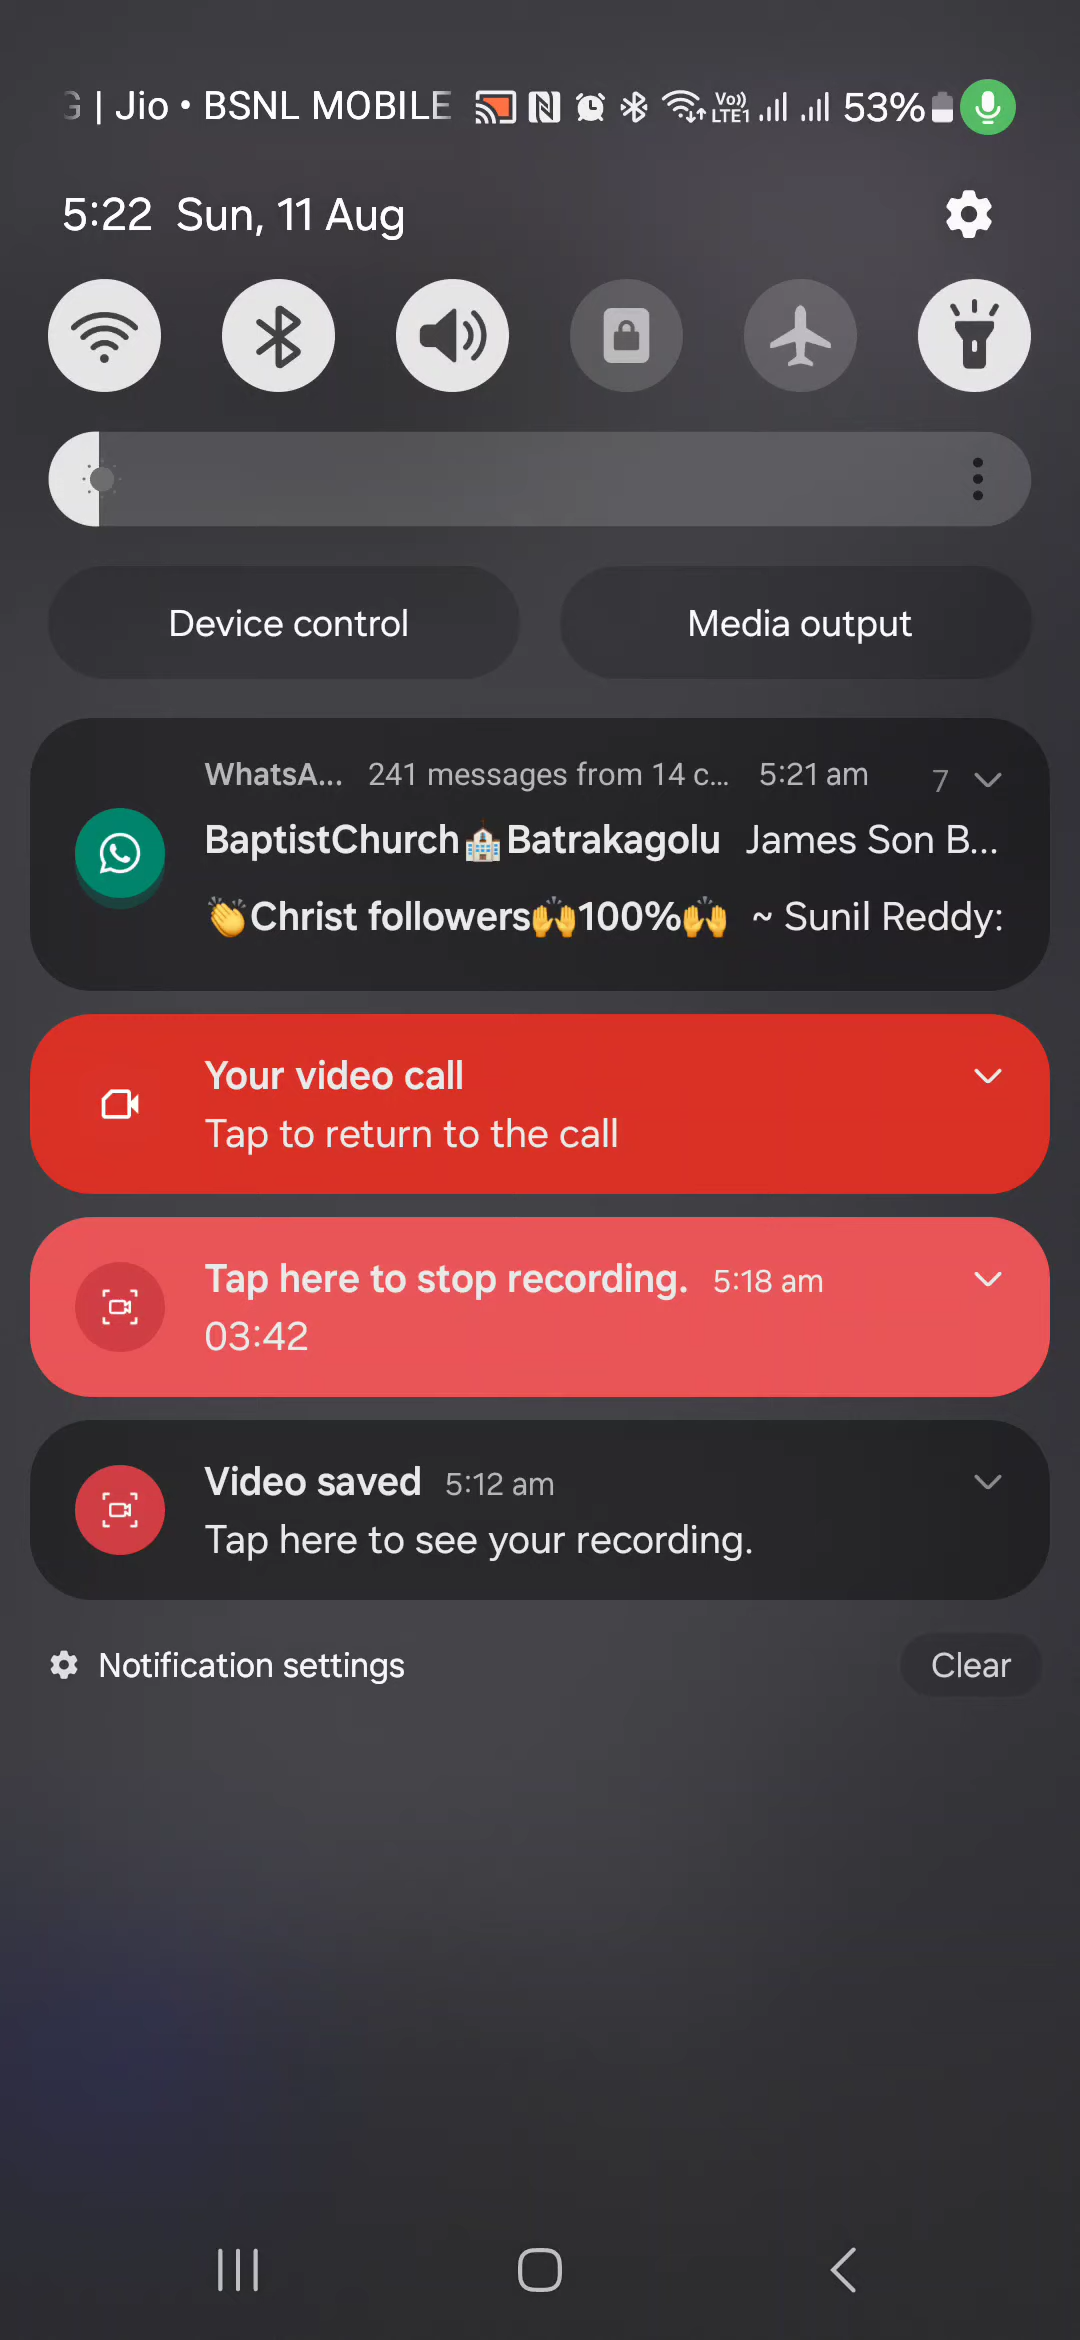 G | Jio • BSNL MOBILE Vo)) LTE1 53%
5:22 Sun, 11 Aug
Device control
Media output
WhatsA... 241 messages from 14 c... 5:21 am 7
BaptistChurch⛪Batrakagolu James Son B...
👏Christ followers🙌100%🙌 ~ Sunil Reddy:
Your video call
Tap to return to the call
Tap here to stop recording. 5:18 am
03:42
Video saved 5:12 am
Tap here to see your recording.
Notification settings
Clear